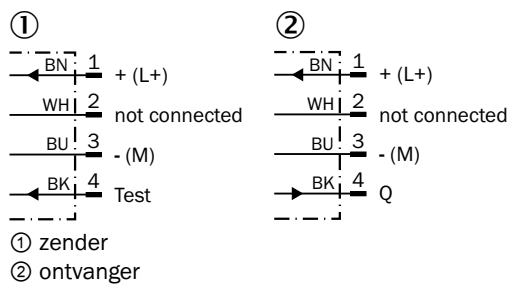 ① ②
BN 1 + (L+) BN 1 + (L+)
WH 2 not connected WH 2 not connected
BU 3 - (M) BU 3 - (M)
BK 4 Test BK 4 Q
① zender
② ontvanger